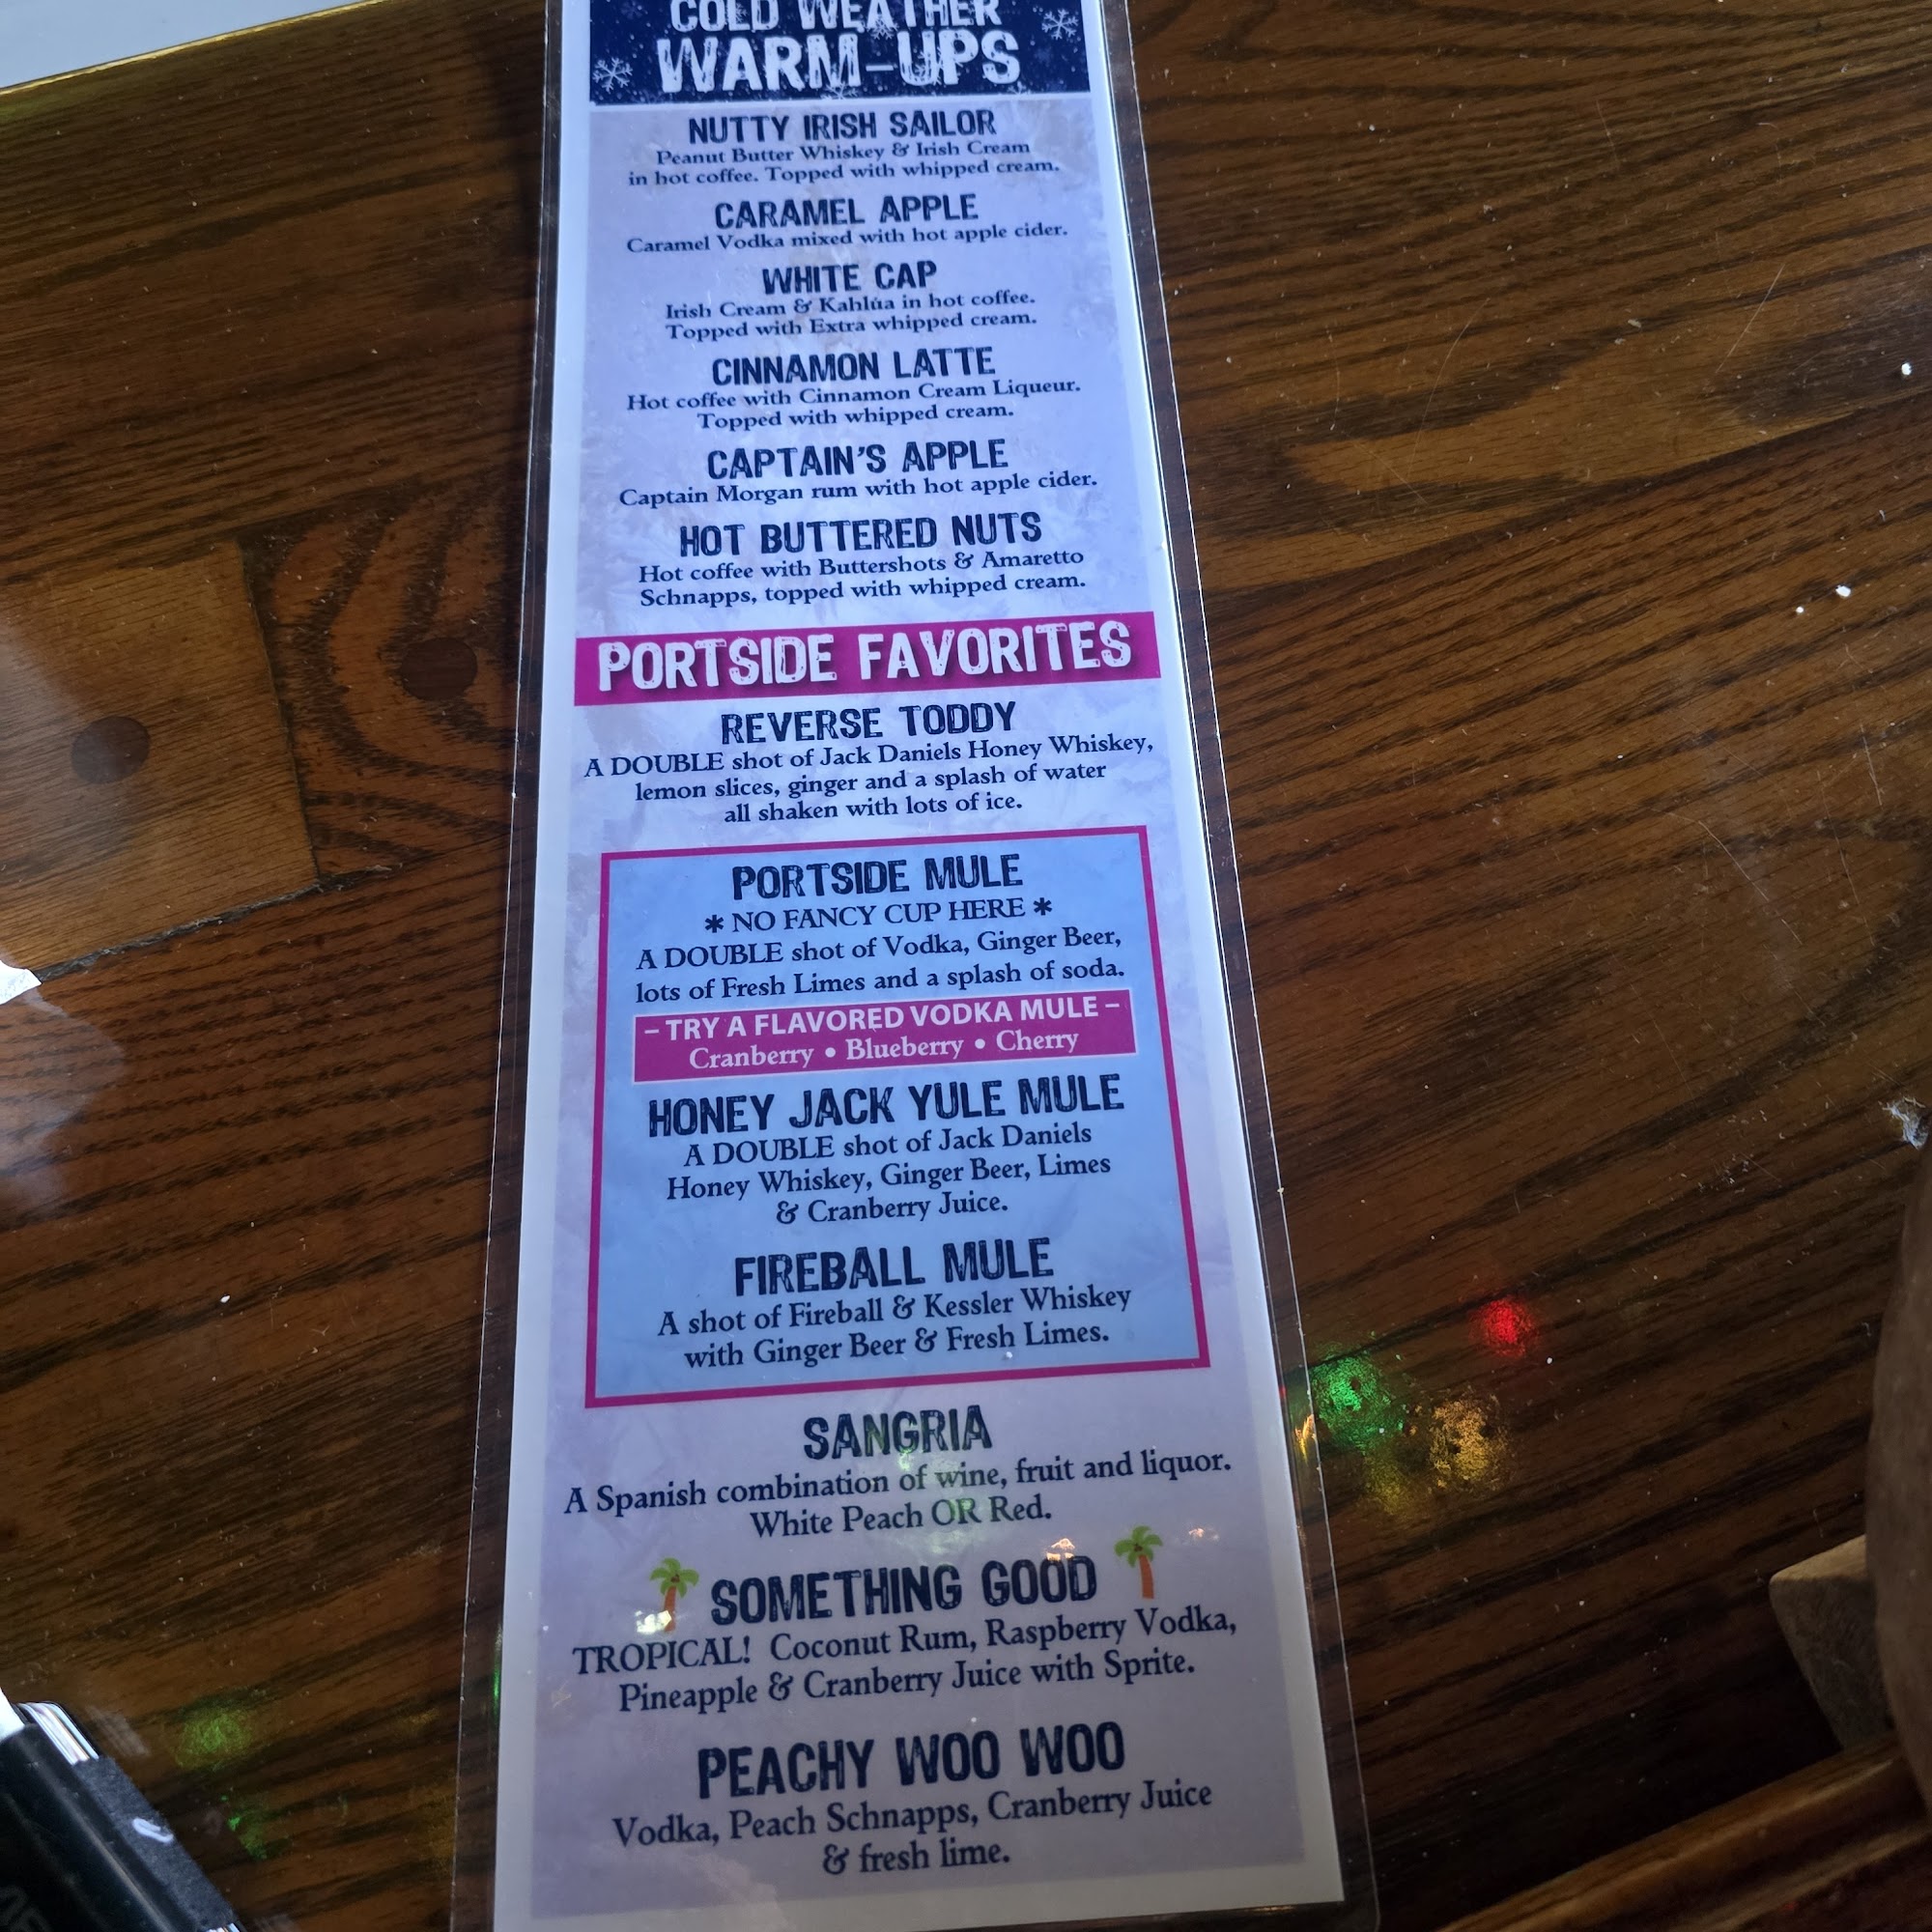 COLD WEATHER
WARM-UPS
NUTTY IRISH SAILOR
Peanut Butter Whiskey & Irish Cream
in hot coffee. Topped with whipped cream.
CARAMEL APPLE
Caramel Vodka mixed with hot apple cider.
WHITE CAP
Irish Cream & Kahlúa in hot coffee.
Topped with Extra whipped cream.
CINNAMON LATTE
Hot coffee with Cinnamon Cream Liqueur.
Topped with whipped cream.
CAPTAIN'S APPLE
Captain Morgan rum with hot apple cider.
HOT BUTTERED NUTS
Hot coffee with Buttershots & Amaretto
Schnapps, topped with whipped cream.
PORTSIDE FAVORITES
REVERSE TODDY
A DOUBLE shot of Jack Daniels Honey Whiskey,
lemon slices, ginger and a splash of water
all shaken with lots of ice.
PORTSIDE MULE
* NO FANCY CUP HERE *
A DOUBLE shot of Vodka, Ginger Beer,
lots of Fresh Limes and a splash of soda.
– TRY A FLAVORED VODKA MULE –
Cranberry • Blueberry • Cherry
HONEY JACK YULE MULE
A DOUBLE shot of Jack Daniels
Honey Whiskey, Ginger Beer, Limes
& Cranberry Juice.
FIREBALL MULE
A shot of Fireball & Kessler Whiskey
with Ginger Beer & Fresh Limes.
SANGRIA
A Spanish combination of wine, fruit and liquor.
White Peach OR Red.
SOMETHING GOOD
TROPICAL! Coconut Rum, Raspberry Vodka,
Pineapple & Cranberry Juice with Sprite.
PEACHY WOO WOO
Vodka, Peach Schnapps, Cranberry Juice
& fresh lime.